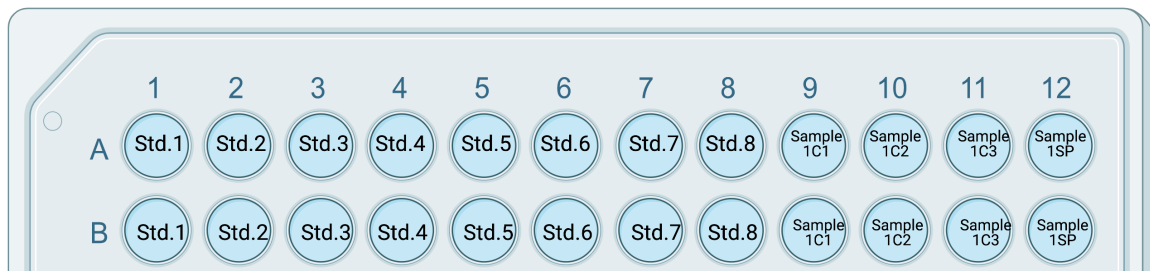 1 2 3 4 5 6 7 8 9 10 11 12
A Std.1 Std.2 Std.3 Std.4 Std.5 Std.6 Std.7 Std.8 Sample 1C1 Sample 1C2 Sample 1C3 Sample 1SP
B Std.1 Std.2 Std.3 Std.4 Std.5 Std.6 Std.7 Std.8 Sample 1C1 Sample 1C2 Sample 1C3 Sample 1SP